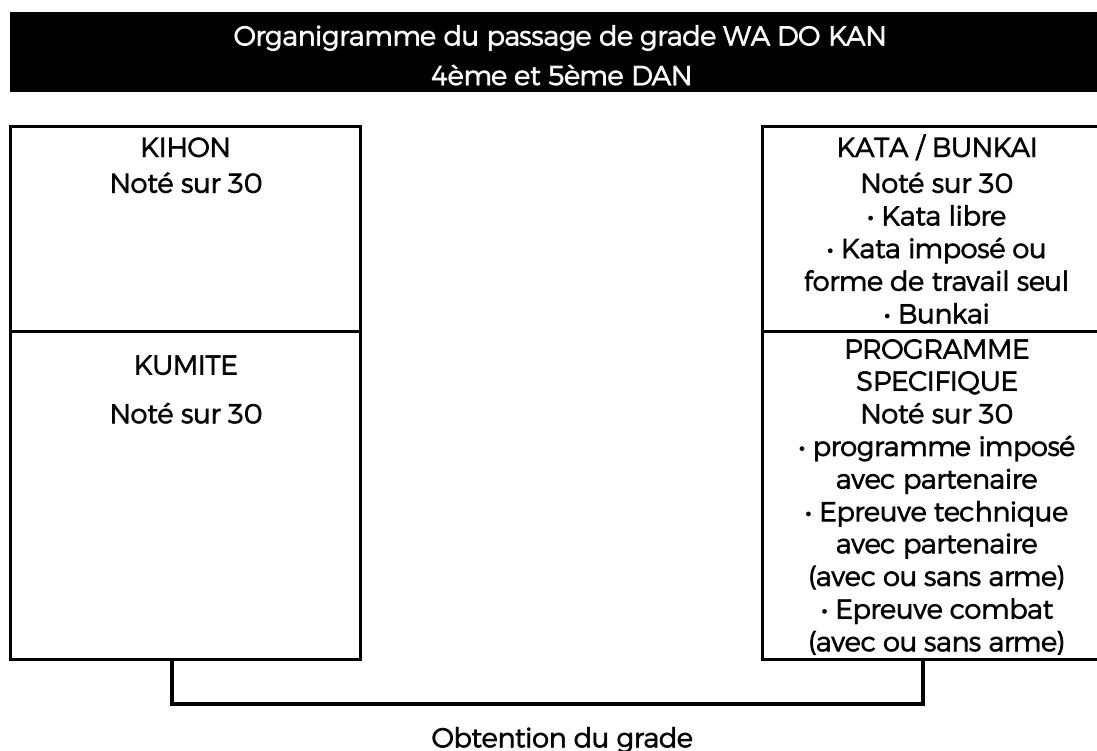 Organigramme du passage de grade WA DO KAN
4ème et 5ème DAN
KIHON
Noté sur 30
KUMITE
Noté sur 30
KATA / BUNKAI
Noté sur 30
• Kata libre
• Kata imposé ou
forme de travail seul
• Bunkai
PROGRAMME
SPECIFIQUE
Noté sur 30
• programme imposé
avec partenaire
• Epreuve technique
avec partenaire
(avec ou sans arme)
• Epreuve combat
(avec ou sans arme)
Obtention du grade